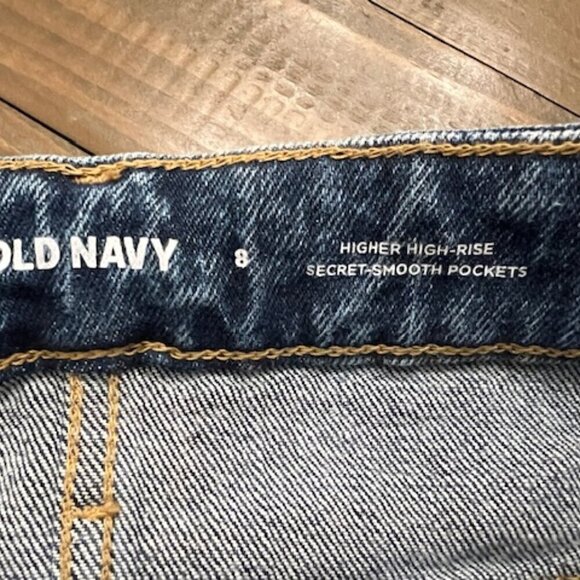 OLD NAVY
8
HIGHER HIGH-RISE
SECRET-SMOOTH POCKETS